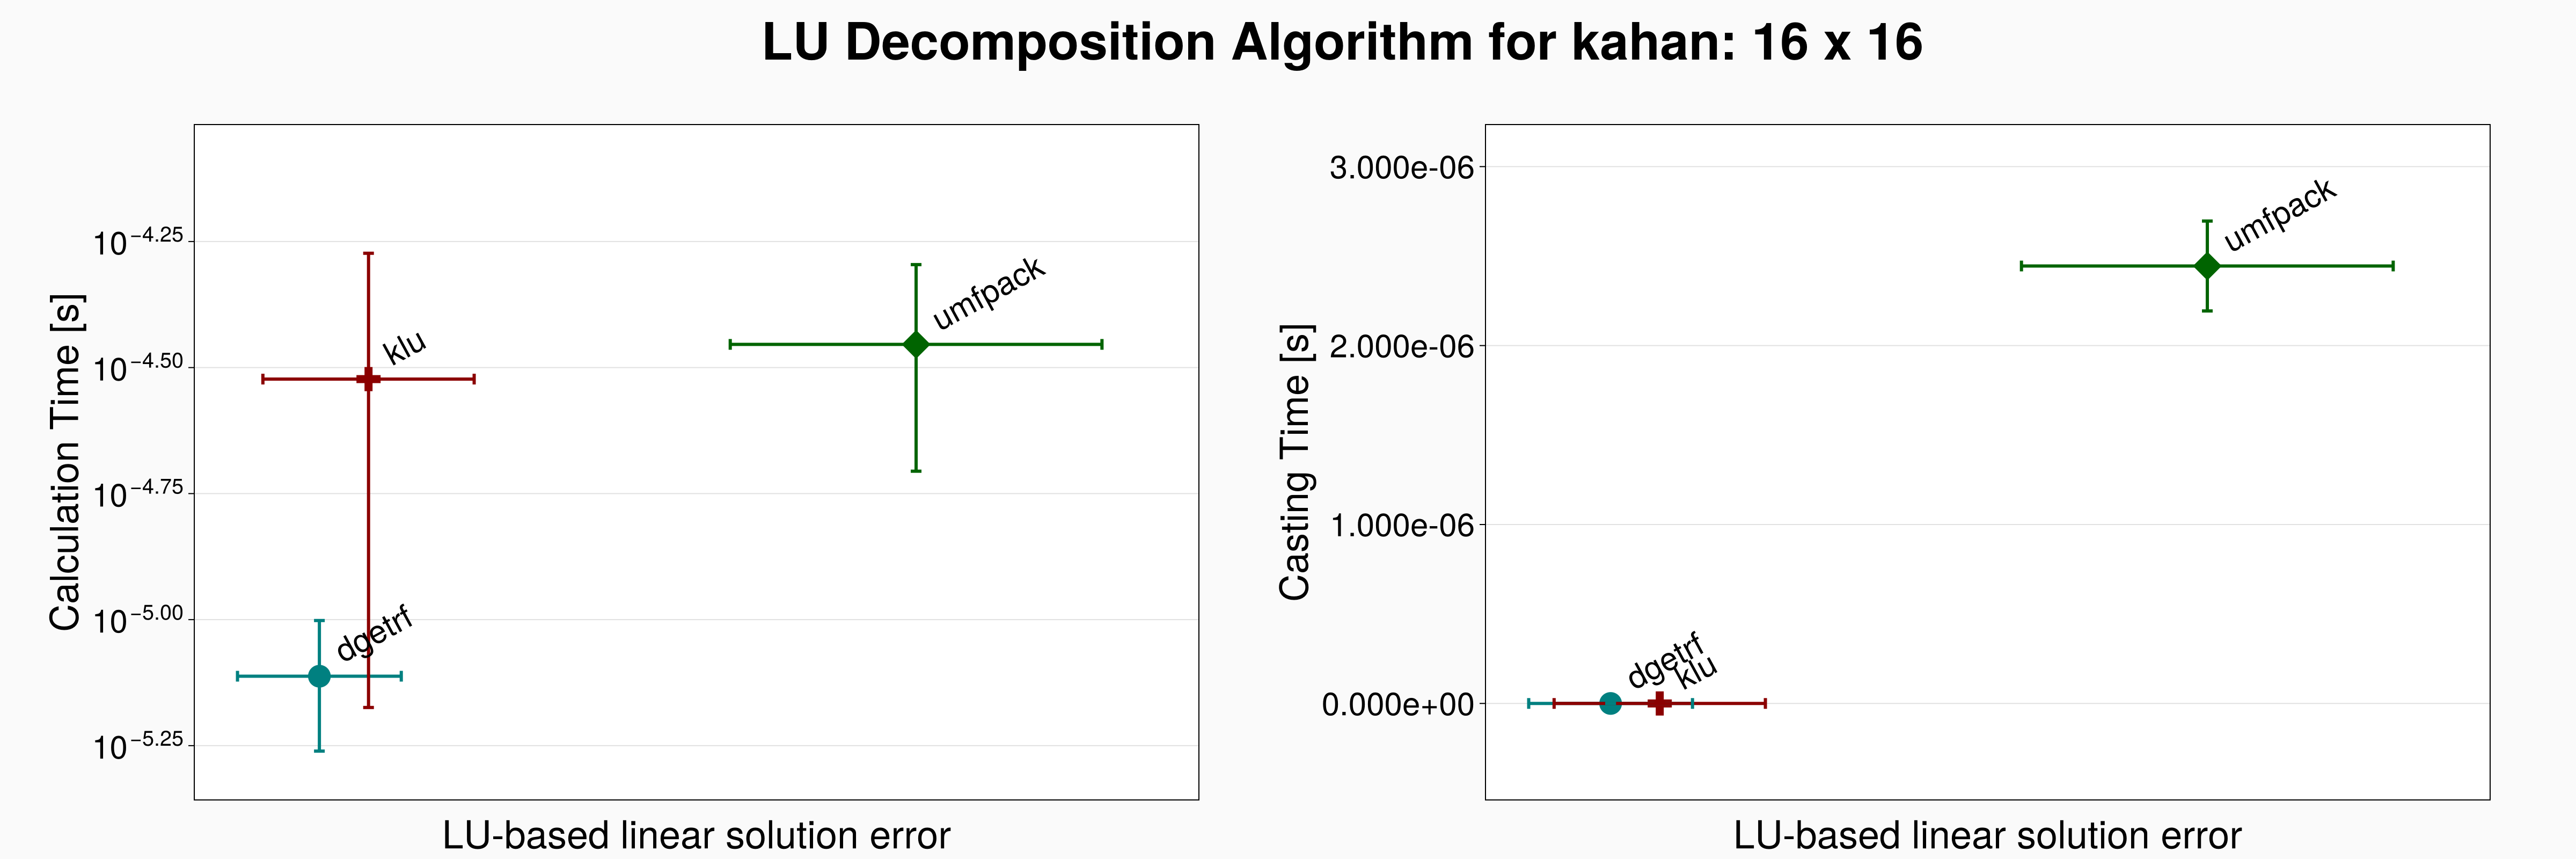 LU Decomposition Algorithm for kahan: 16 x 16
Calculation Time [s]
10^−4.25
10^−4.50
10^−4.75
10^−5.00
10^−5.25
klu
umfpack
dgetrf
LU-based linear solution error
Casting Time [s]
3.000e-06
2.000e-06
1.000e-06
0.000e+00
umfpack
dgetrf
klu
LU-based linear solution error